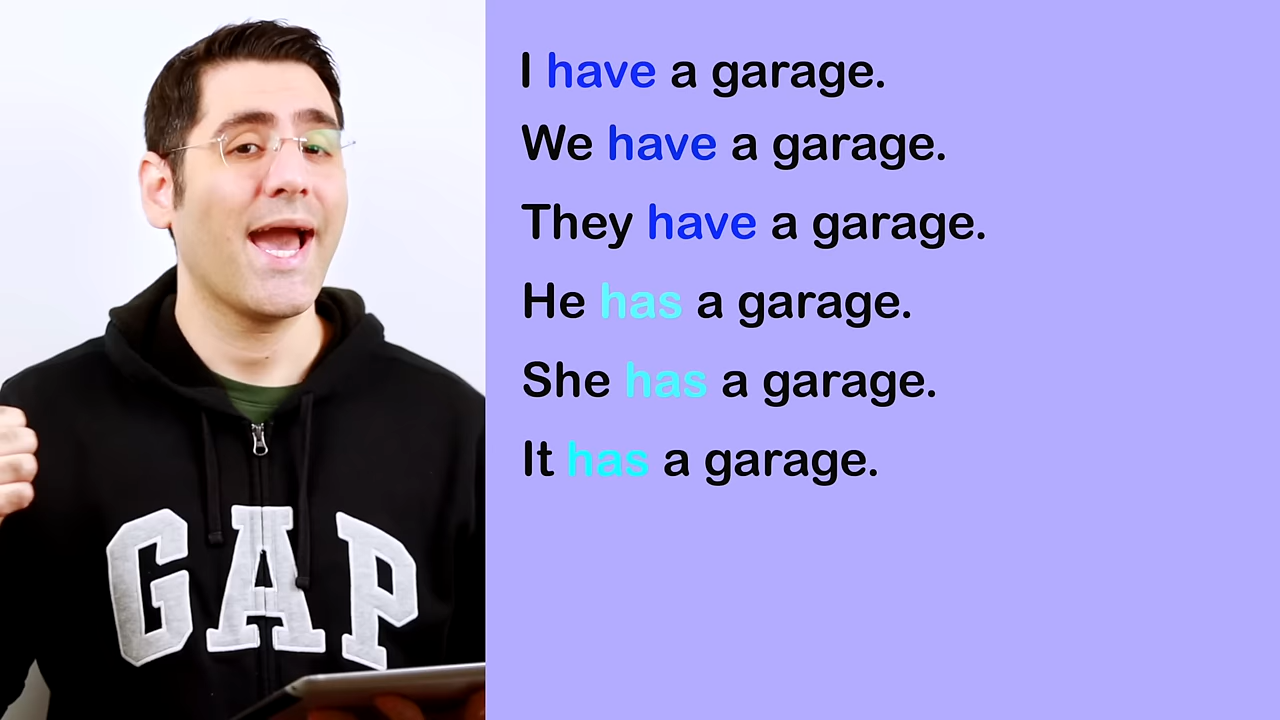 I have a garage.
We have a garage.
They have a garage.
He has a garage.
She has a garage.
It has a garage.
GAP